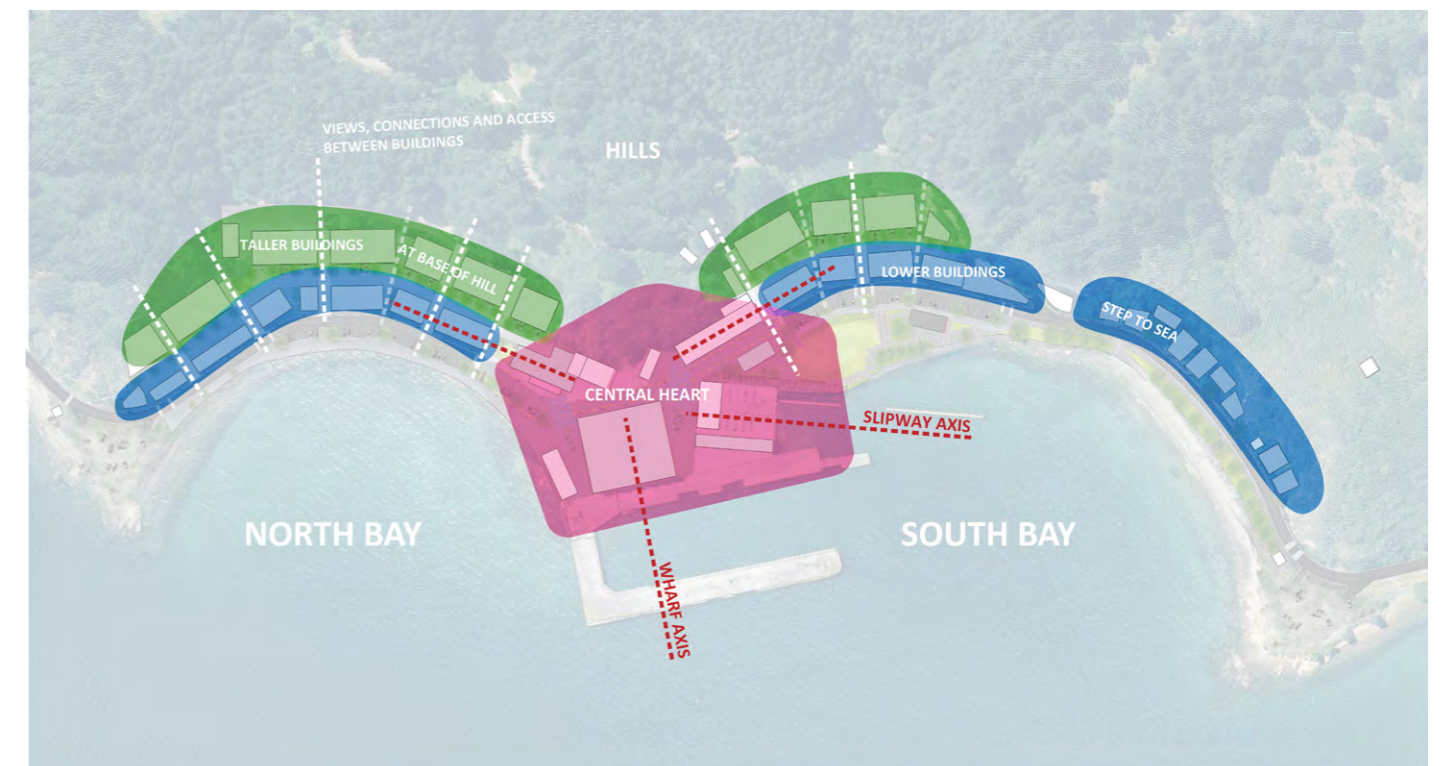 VIEWS, CONNECTIONS AND ACCESS
BETWEEN BUILDINGS
HILLS
TALLER BUILDINGS
AT BASE OF HILL
LOWER BUILDINGS
STEP TO SEA
CENTRAL HEART
SLIPWAY AXIS
NORTH BAY
SOUTH BAY
WHARF AXIS